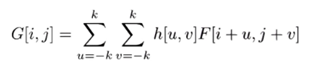 G[i, j] = \sum_{u=-k}^{k} \sum_{v=-k}^{k} h[u, v]F[i + u, j + v]